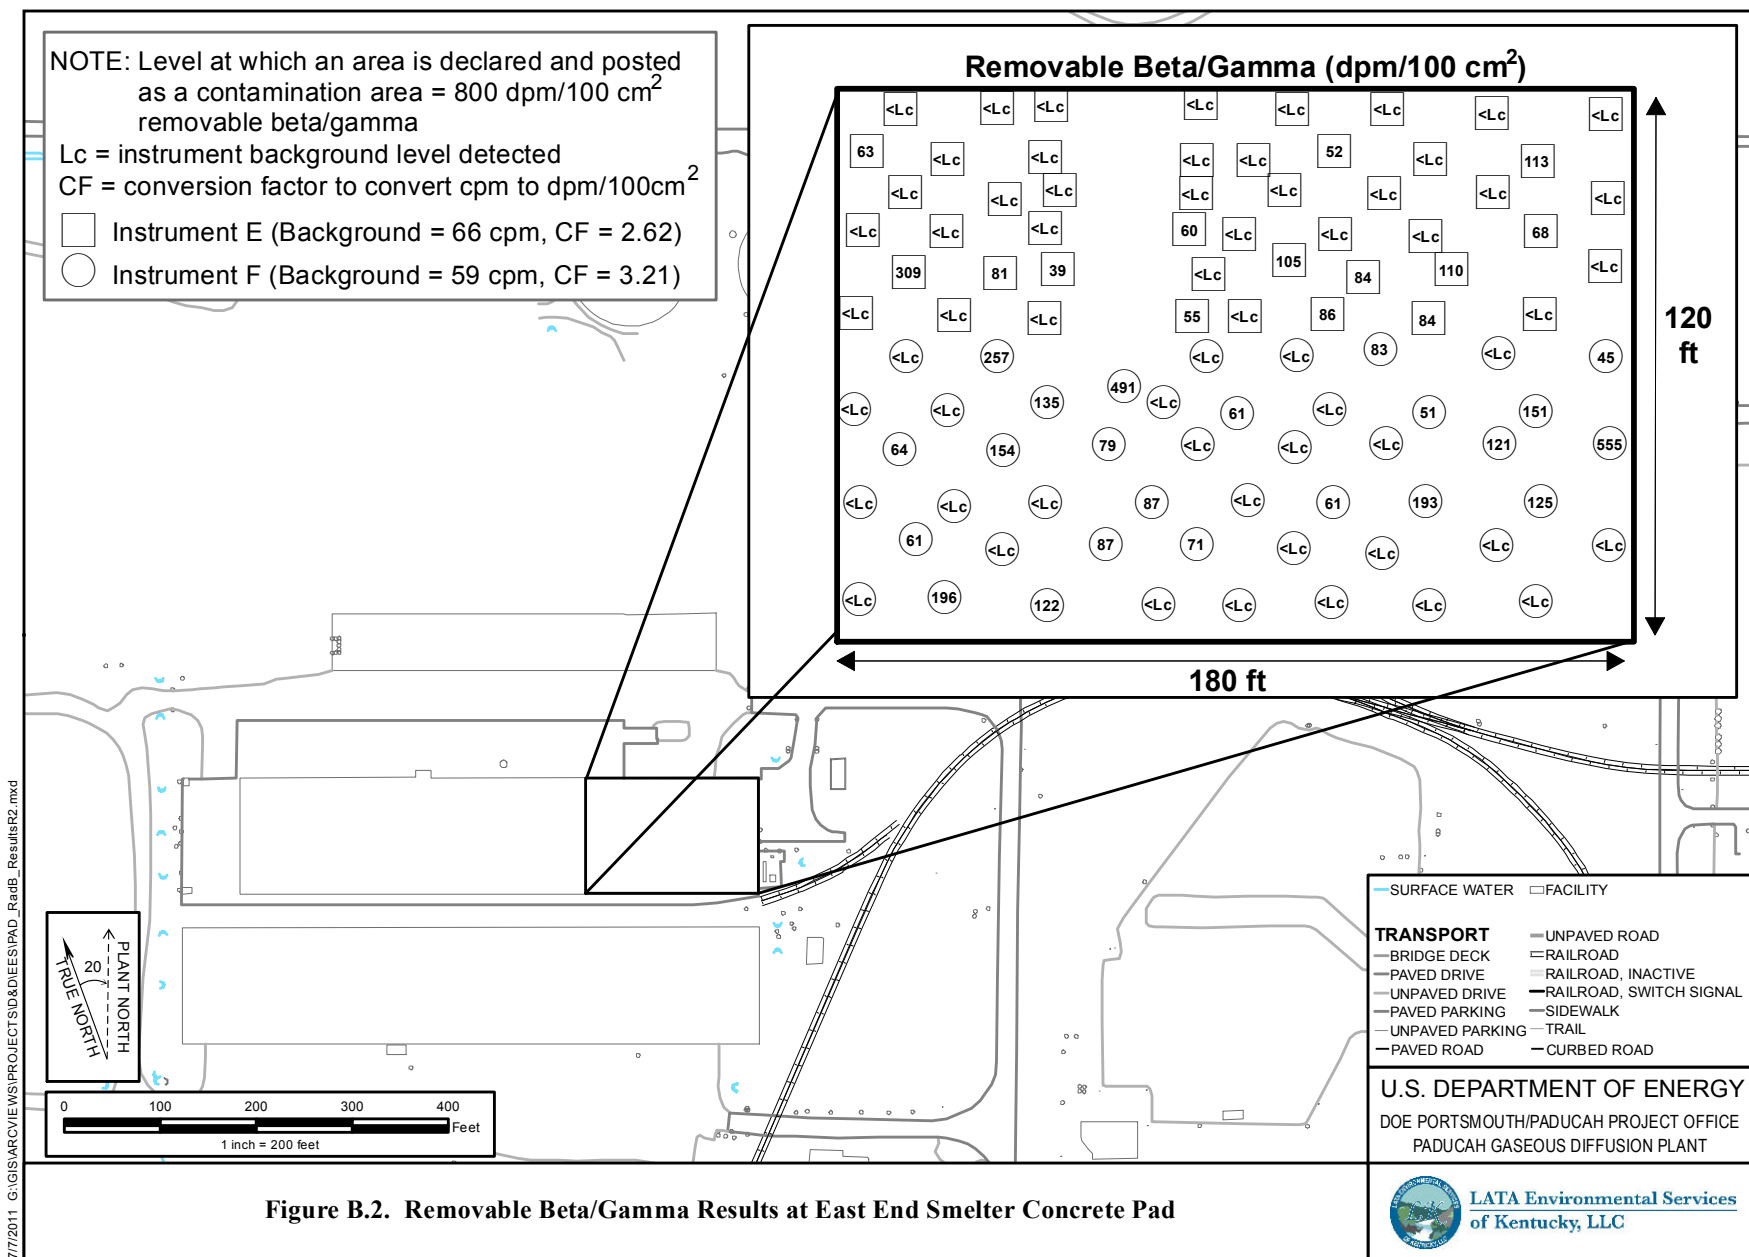 NOTE: Level at which an area is declared and posted
as a contamination area = 800 dpm/100 cm2
removable beta/gamma
Lc = instrument background level detected
CF = conversion factor to convert cpm to dpm/100cm2
Instrument E (Background = 66 cpm, CF = 2.62)
Instrument F (Background = 59 cpm, CF = 3.21)
Removable Beta/Gamma (dpm/100 cm2)
<Lc <Lc <Lc <Lc <Lc <Lc <Lc <Lc
63 <Lc <Lc <Lc <Lc 52 <Lc 113
<Lc <Lc <Lc <Lc <Lc <Lc <Lc <Lc
<Lc <Lc <Lc 60 <Lc <Lc <Lc 68
309 81 39 <Lc 105 84 110 <Lc
<Lc <Lc <Lc 55 <Lc 86 84 <Lc
<Lc 257 <Lc <Lc 83 <Lc 45
<Lc <Lc 135 491 <Lc 61 <Lc 51 151
64 154 79 <Lc <Lc <Lc 121 555
<Lc <Lc <Lc 87 <Lc 61 193 125
61 <Lc 87 71 <Lc <Lc <Lc <Lc
<Lc 196 122 <Lc <Lc <Lc <Lc <Lc
120
ft
180 ft
SURFACE WATER FACILITY
TRANSPORT UNPAVED ROAD
BRIDGE DECK RAILROAD
PAVED DRIVE RAILROAD, INACTIVE
UNPAVED DRIVE RAILROAD, SWITCH SIGNAL
PAVED PARKING SIDEWALK
UNPAVED PARKING TRAIL
PAVED ROAD CURBED ROAD
20
TRUE NORTH
PLANT NORTH
0 100 200 300 400
Feet
1 inch = 200 feet
U.S. DEPARTMENT OF ENERGY
DOE PORTSMOUTH/PADUCAH PROJECT OFFICE
PADUCAH GASEOUS DIFFUSION PLANT
Figure B.2. Removable Beta/Gamma Results at East End Smelter Concrete Pad
LATA Environmental Services
of Kentucky, LLC
7/7/2011 G:\GIS\ARCVIEWS\PROJECTS\D&D\EES\PAD_RadB_ResultsR2.mxd